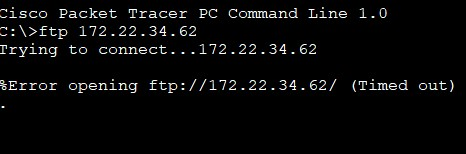 Cisco Packet Tracer PC Command Line 1.0
C:\>ftp 172.22.34.62
Trying to connect...172.22.34.62
%Error opening ftp://172.22.34.62/ (Timed out)
.